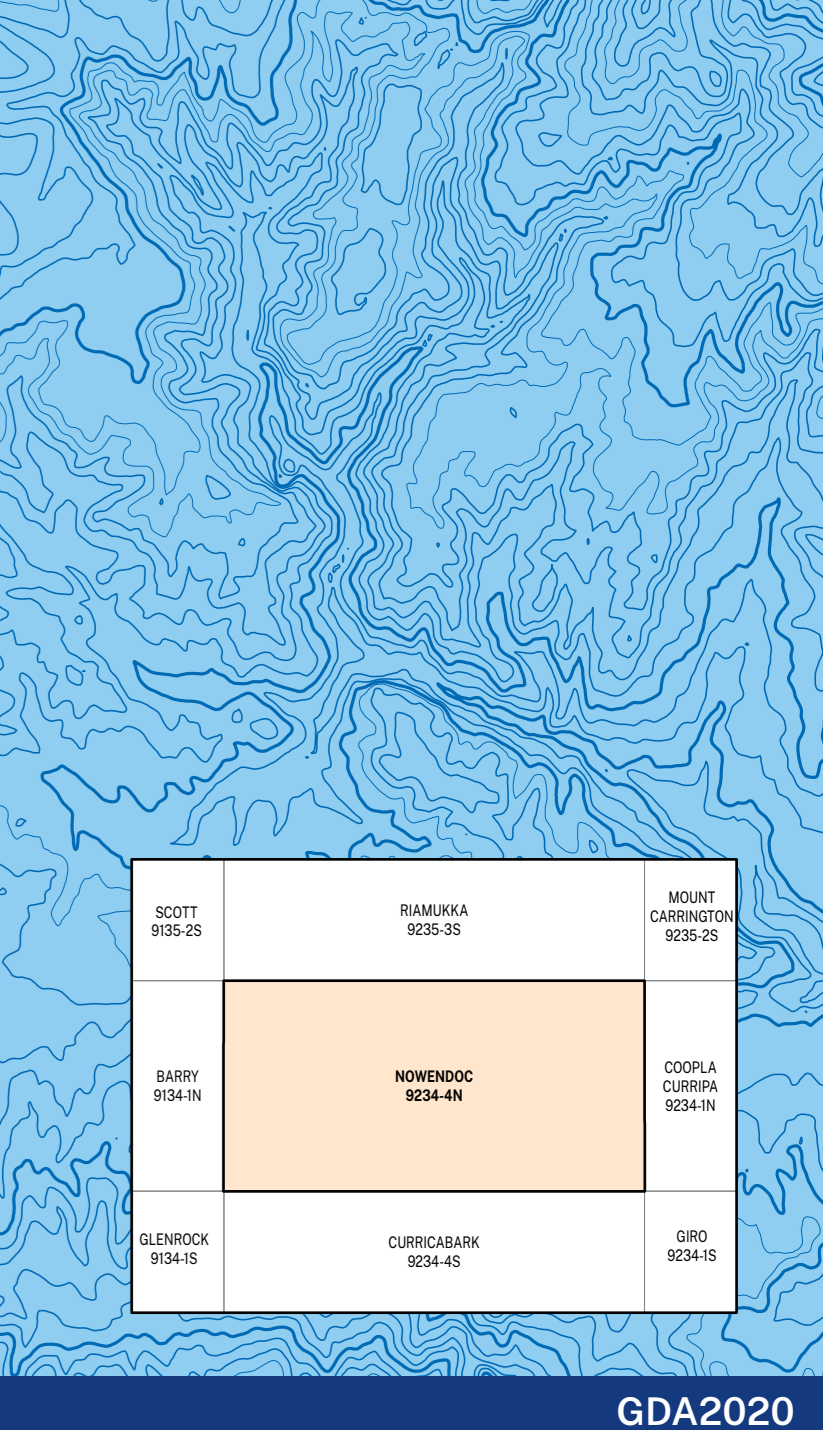 SCOTT
9135-2S
RIAMUKKA
9235-3S
MOUNT
CARRINGTON
9235-2S
BARRY
9134-1N
NOWENDOC
9234-4N
COOPLA
CURRIPA
9234-1N
GLENROCK
9134-1S
CURRICABARK
9234-4S
GIRO
9234-1S
GDA2020